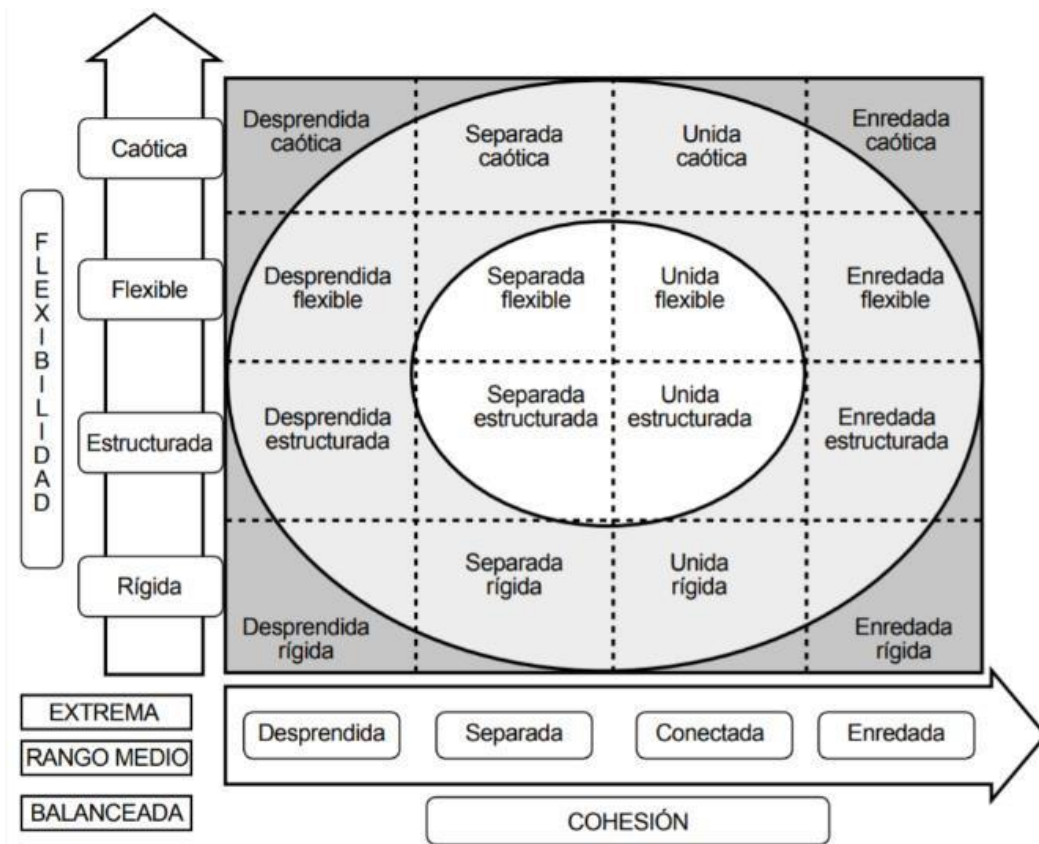 Caótica
Desprendida
caótica
Separada
caótica
Unida
caótica
Enredada
caótica
FLEXIBILIDAD
Flexible
Desprendida
flexible
Separada
flexible
Unida
flexible
Enredada
flexible
Estructurada
Desprendida
estructurada
Separada
estructurada
Unida
estructurada
Enredada
estructurada
Rígida
Desprendida
rígida
Separada
rígida
Unida
rígida
Enredada
rígida
EXTREMA
RANGO MEDIO
BALANCEADA
Desprendida
Separada
Conectada
Enredada
COHESIÓN